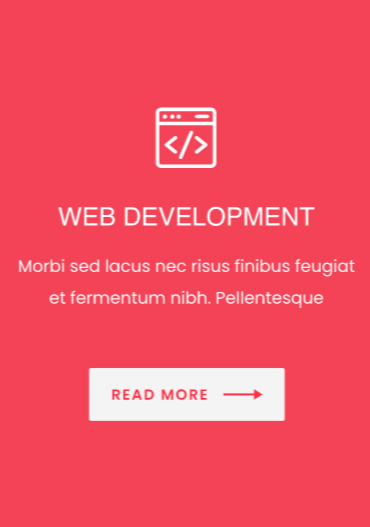 WEB DEVELOPMENT
Morbi sed lacus nec risus finibus feugiat
et fermentum nibh. Pellentesque
READ MORE